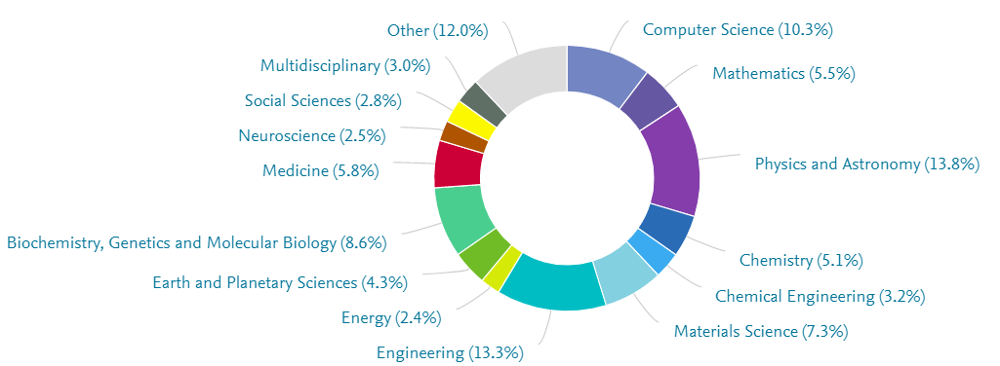 Computer Science (10.3%)
Mathematics (5.5%)
Physics and Astronomy (13.8%)
Chemistry (5.1%)
Chemical Engineering (3.2%)
Materials Science (7.3%)
Engineering (13.3%)
Energy (2.4%)
Earth and Planetary Sciences (4.3%)
Biochemistry, Genetics and Molecular Biology (8.6%)
Medicine (5.8%)
Neuroscience (2.5%)
Social Sciences (2.8%)
Multidisciplinary (3.0%)
Other (12.0%)